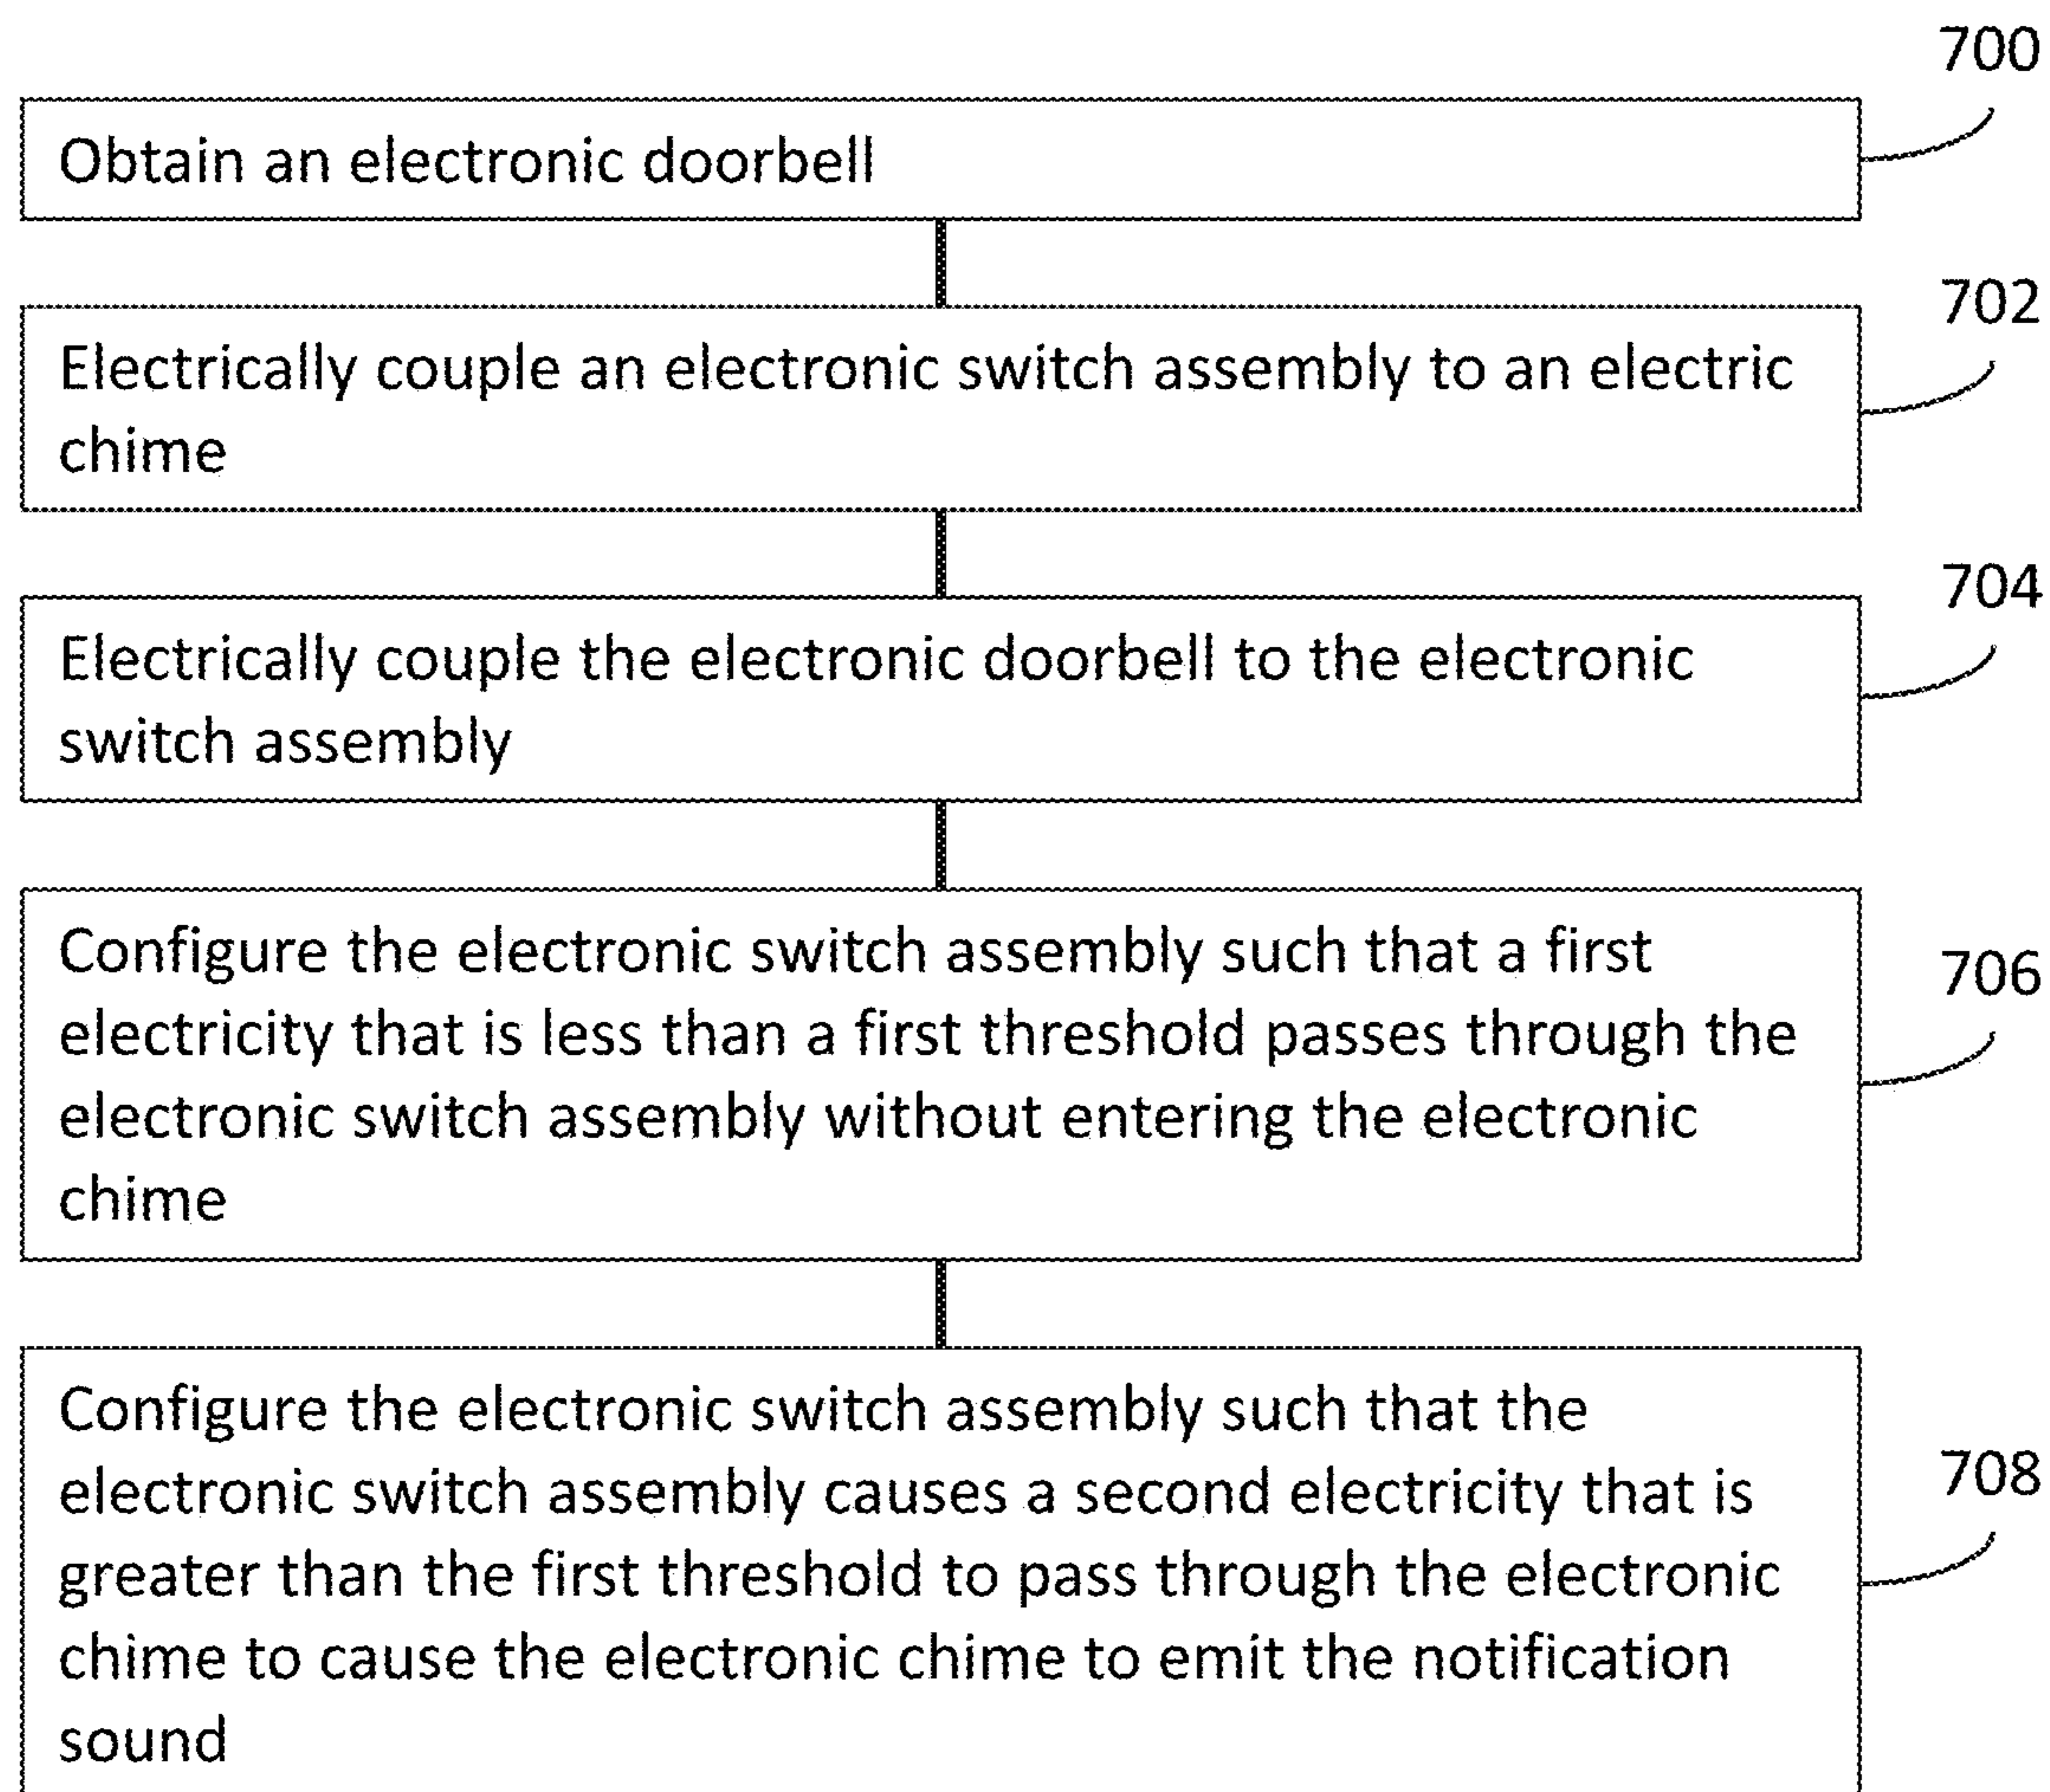 700
Obtain an electronic doorbell
702
Electrically couple an electronic switch assembly to an electric
chime
704
Electrically couple the electronic doorbell to the electronic
switch assembly
706
Configure the electronic switch assembly such that a first
electricity that is less than a first threshold passes through the
electronic switch assembly without entering the electronic
chime
708
Configure the electronic switch assembly such that the
electronic switch assembly causes a second electricity that is
greater than the first threshold to pass through the electronic
chime to cause the electronic chime to emit the notification
sound